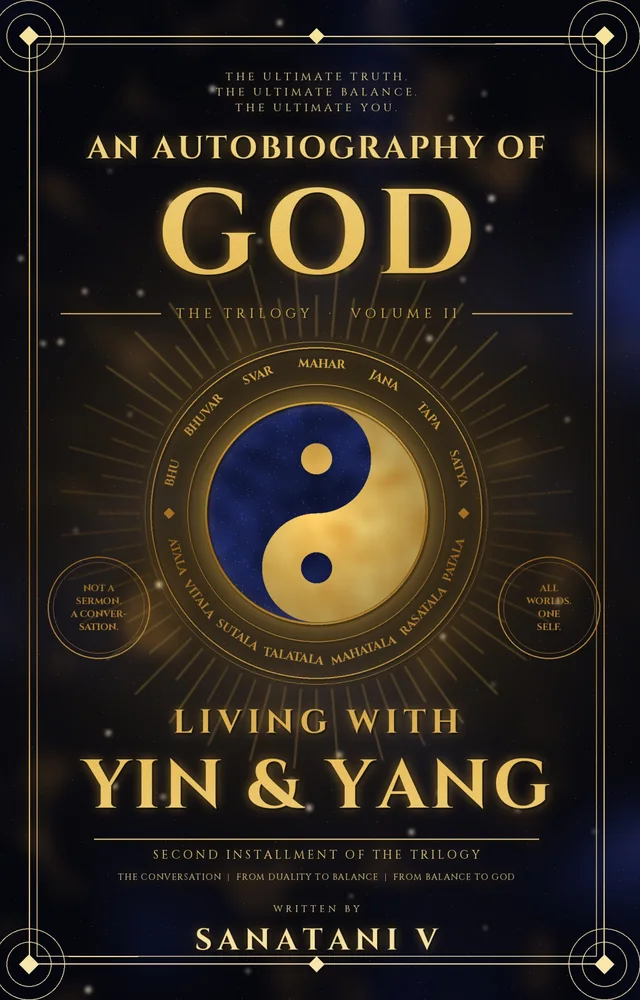 THE ULTIMATE TRUTH.
THE ULTIMATE BALANCE.
THE ULTIMATE YOU.
AN AUTOBIOGRAPHY OF
GOD
THE TRILOGY · VOLUME II
BHU BHUVAR SVAR MAHAR JANA TAPA SATYA
ATALA VITALA SUTALA TALATALA MAHATALA RASATALA PATALA
NOT A
SERMON.
A CONVER-
SATION.
ALL
WORLDS.
ONE
SELF.
LIVING WITH
YIN & YANG
SECOND INSTALLMENT OF THE TRILOGY
THE CONVERSATION | FROM DUALITY TO BALANCE | FROM BALANCE TO GOD
WRITTEN BY
SANATANI V